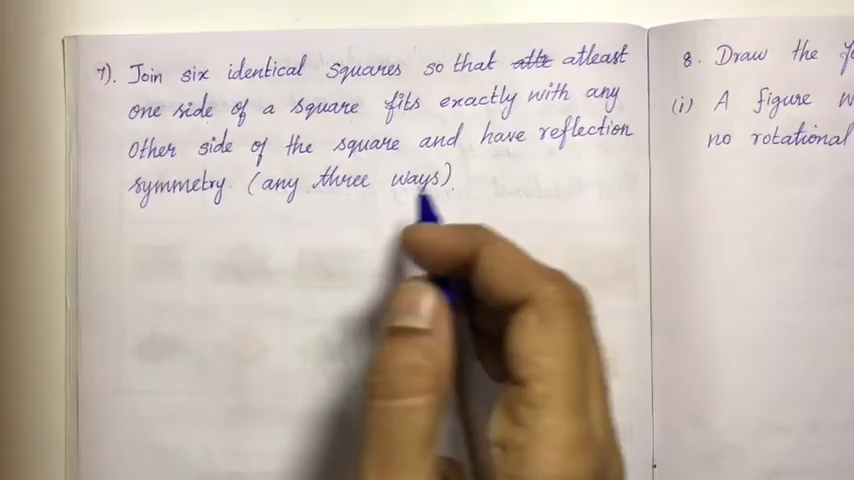 7). Join six identical squares so that atleast
one side of a square fits exactly with any
other side of the square and have reflection
symmetry. (any three ways).
8. Draw the
(i) A figure
no rotational